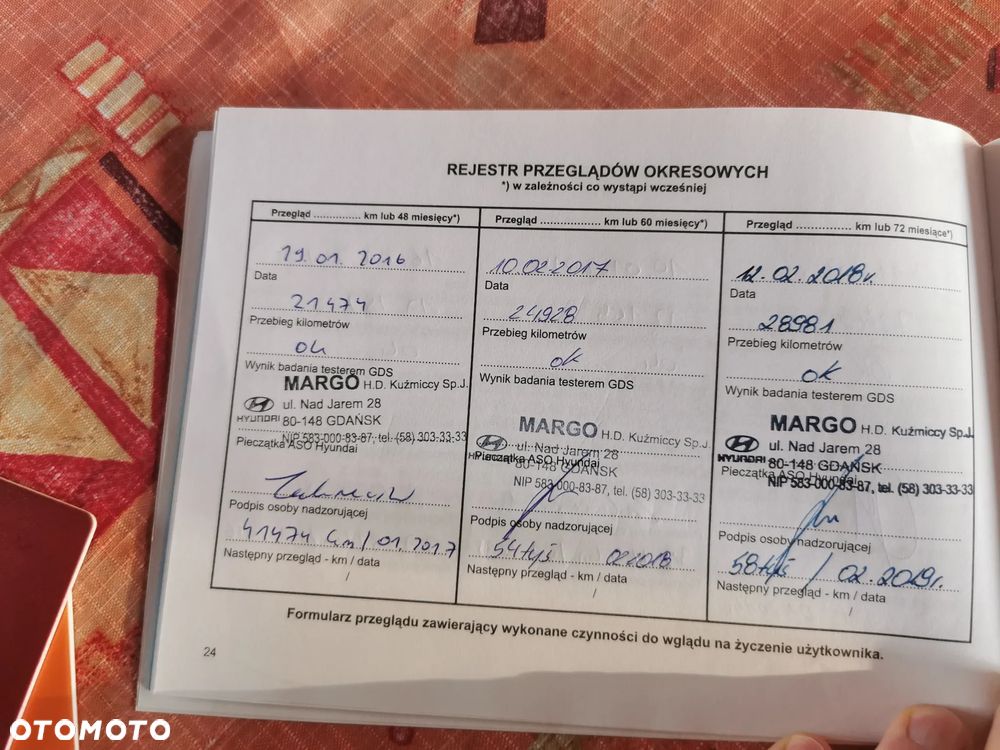 REJESTR PRZEGLĄDÓW OKRESOWYCH
*) w zależności co wystąpi wcześniej
Przegląd ............... km lub 48 miesięcy*)
29.01. 2016
Data
21474
Przebieg kilometrów
ok
Wynik badania testerem GDS
MARGO H.D. Kuźmiccy Sp.J.
HYUNDAI ul. Nad Jarem 28
80-148 GDAŃSK
NIP 583-000-83-87, tel. (58) 303-33-33
Pieczątka ASO Hyundai
Podpis osoby nadzorującej
41474 km / 01.2017
Następny przegląd - km / data
/
Przegląd ................... km lub 60 miesięcy*)
10.02.2017
Data
24928
Przebieg kilometrów
ok
Wynik badania testerem GDS
MARGO H.D. Kuźmiccy Sp.J.
ul. Nad Jarem 28
80-148 GDAŃSK
NIP 583-000-83-87, tel. (58) 303-33-33
Pieczątka ASO Hyundai
Podpis osoby nadzorującej
54tyś 02.2018
Następny przegląd - km / data
/
Przegląd .................. km lub 72 miesiące*)
12.02.2018r.
Data
28981
Przebieg kilometrów
ok
Wynik badania testerem GDS
MARGO H.D. Kuźmiccy Sp.J.
HYUNDAI ul. Nad Jarem 28
80-148 GDAŃSK
NIP 583-000-83-87, tel. (58) 303-33-33
Pieczątka ASO Hyundai
Podpis osoby nadzorującej
58tyś / 02.2019r.
Następny przegląd - km / data
/
Formularz przeglądu zawierający wykonane czynności do wglądu na życzenie użytkownika.
24
OTOMOTO